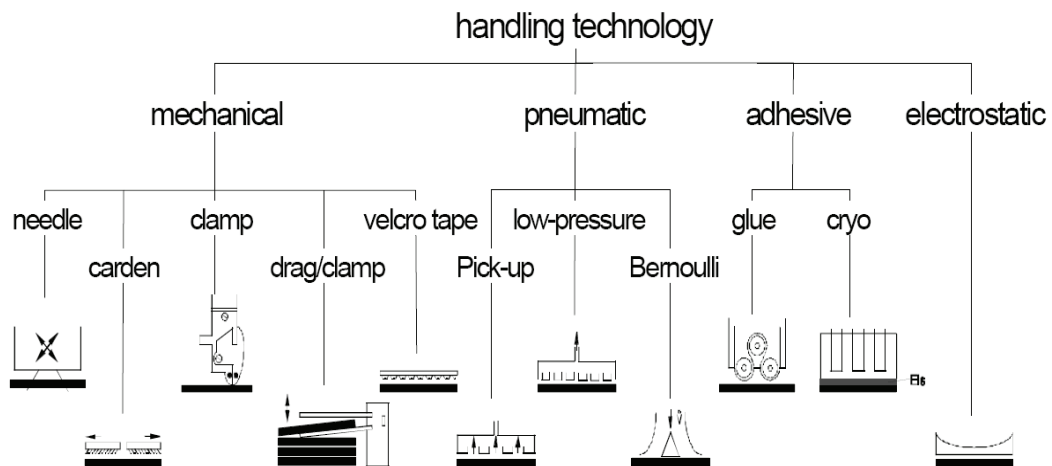 handling technology
mechanical pneumatic adhesive electrostatic
needle clamp velcro tape low-pressure glue cryo
carden drag/clamp Pick-up Bernoulli
Eis